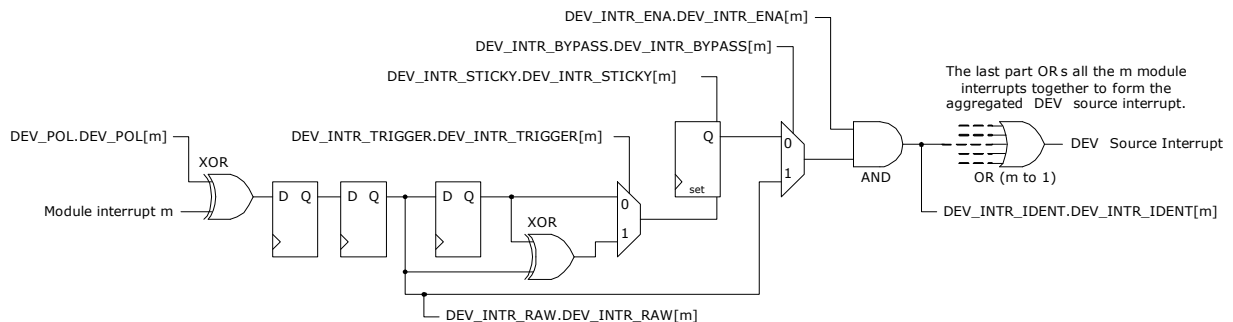 DEV_INTR_ENA.DEV_INTR_ENA[m]
DEV_INTR_BYPASS.DEV_INTR_BYPASS[m]
DEV_INTR_STICKY.DEV_INTR_STICKY[m]
The last part ORs all the m module
interrupts together to form the
aggregated DEV source interrupt.
DEV_POL.DEV_POL[m]
DEV_INTR_TRIGGER.DEV_INTR_TRIGGER[m]
Q
0
DEV Source Interrupt
XOR
1
AND
OR (m to 1)
set
D Q
D Q
D Q
0
Module interrupt m
DEV_INTR_IDENT.DEV_INTR_IDENT[m]
XOR
1
DEV_INTR_RAW.DEV_INTR_RAW[m]